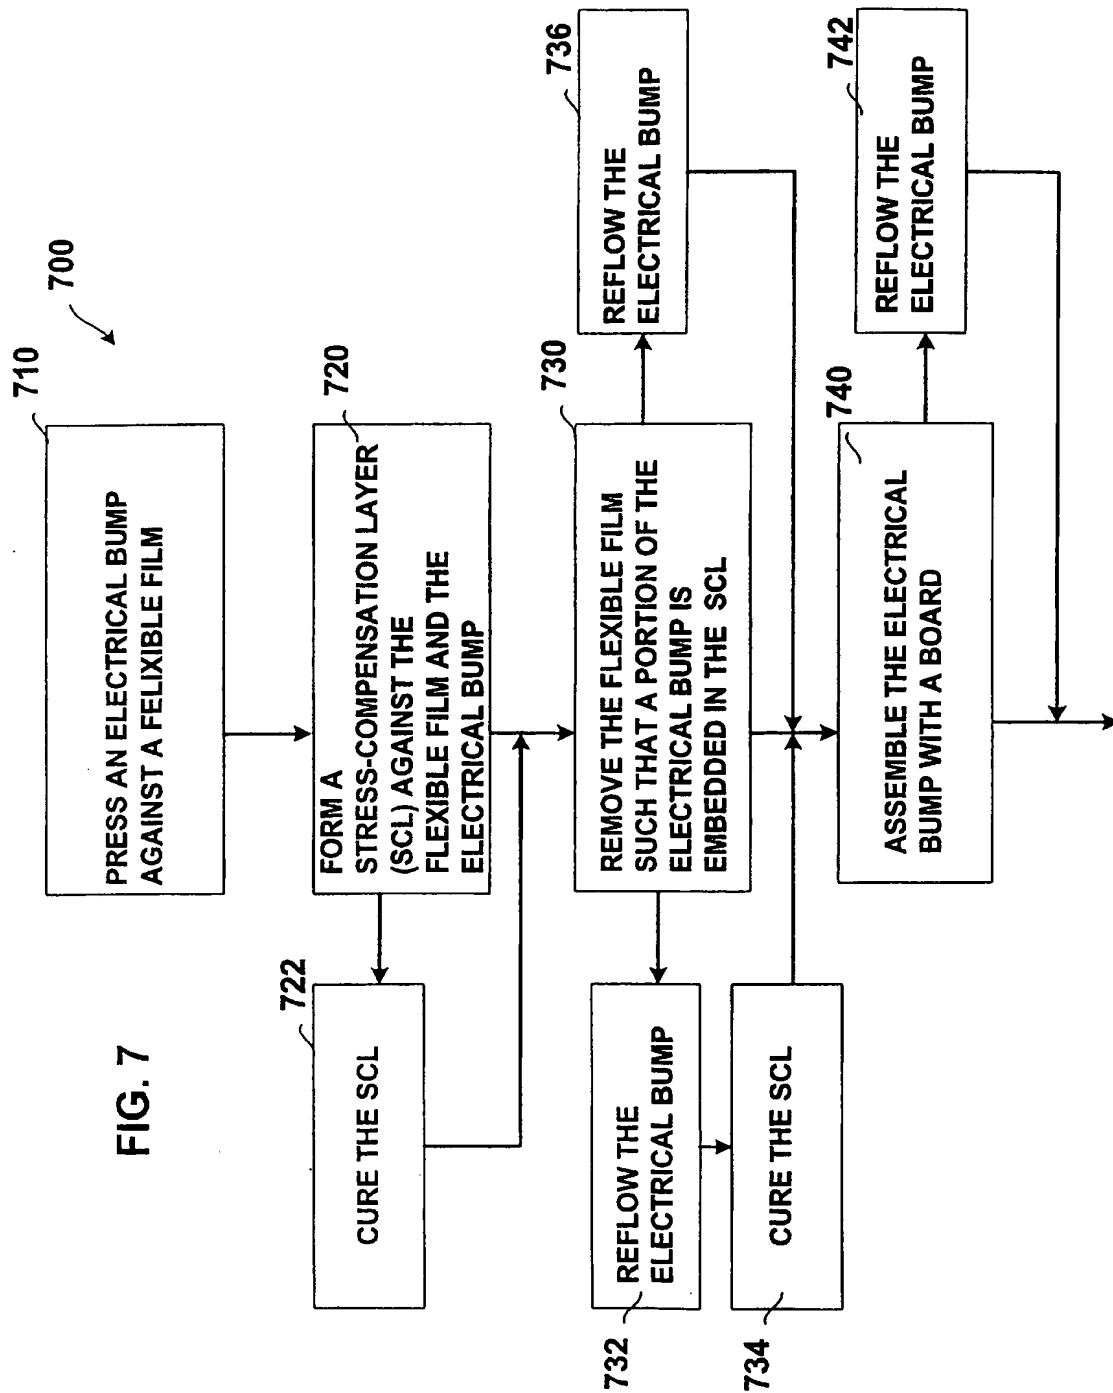 FIG. 7
700
710
PRESS AN ELECTRICAL BUMP
AGAINST A FELIXIBLE FILM
720
FORM A
STRESS-COMPENSATION LAYER
(SCL) AGAINST THE
FLEXIBLE FILM AND THE
ELECTRICAL BUMP
722
CURE THE SCL
730
REMOVE THE FLEXIBLE FILM
SUCH THAT A PORTION OF THE
ELECTRICAL BUMP IS
EMBEDDED IN THE SCL
732
REFLOW THE
ELECTRICAL BUMP
734
CURE THE SCL
736
REFLOW THE
ELECTRICAL BUMP
740
ASSEMBLE THE ELECTRICAL
BUMP WITH A BOARD
742
REFLOW THE
ELECTRICAL BUMP